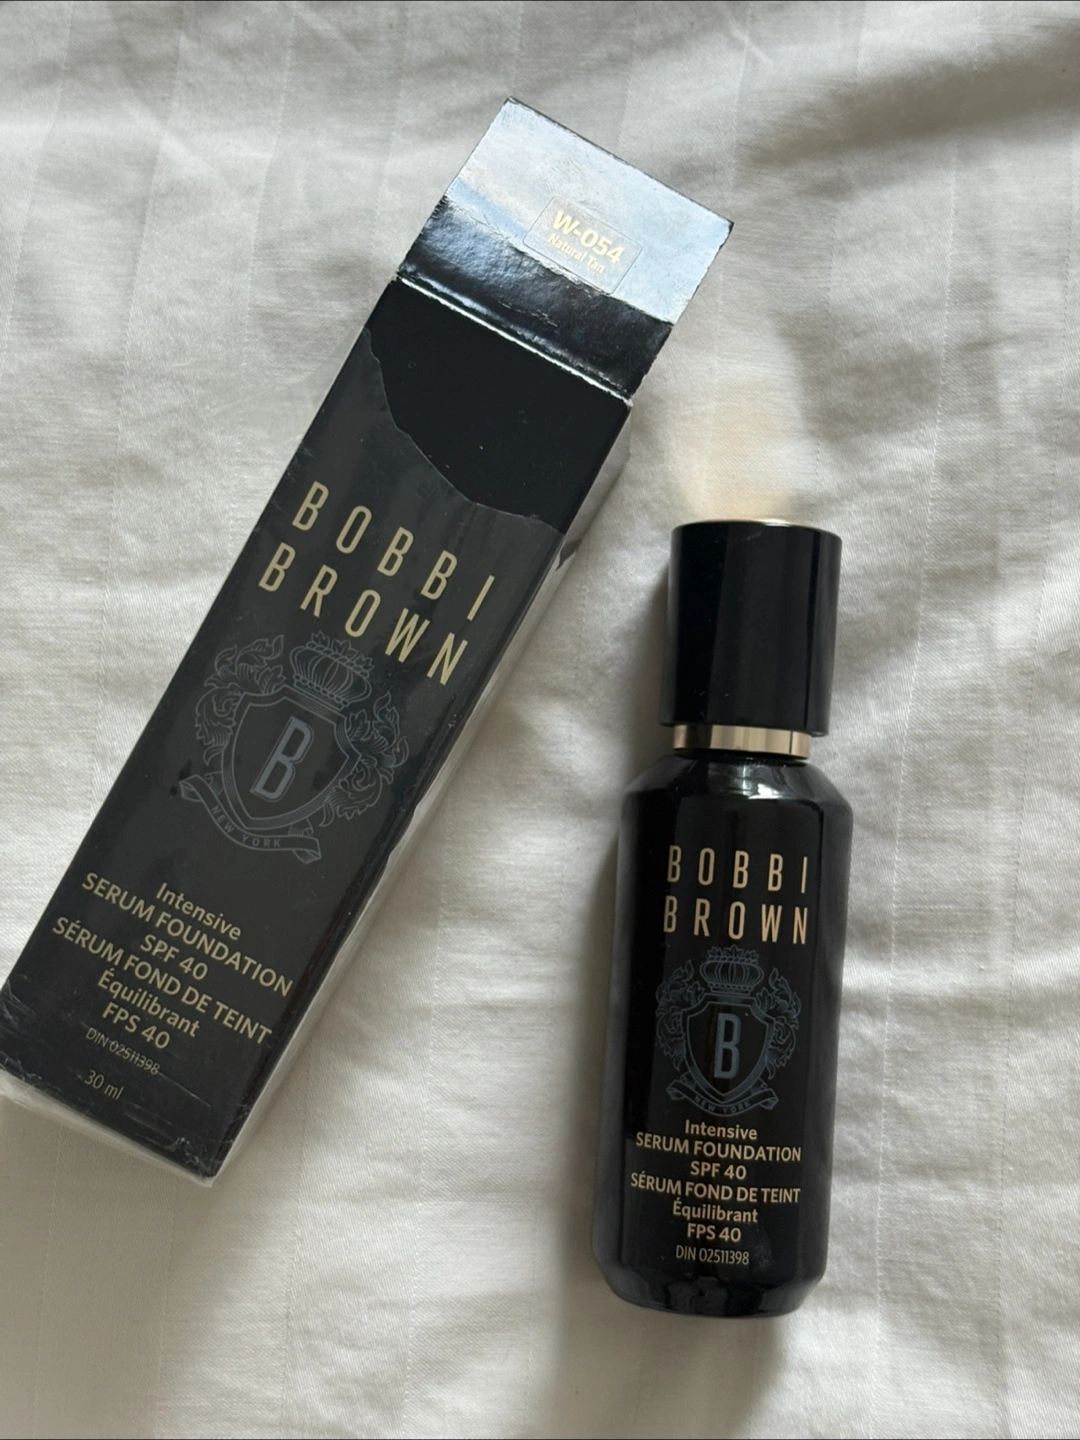 W-054
Natural Tan
BOBBI
BROWN
B
NEW YORK
Intensive
SERUM FOUNDATION
SPF 40
SÉRUM FOND DE TEINT
Équilibrant
FPS 40
DIN 02511398
30 ml
BOBBI
BROWN
B
NEW YORK
Intensive
SERUM FOUNDATION
SPF 40
SÉRUM FOND DE TEINT
Équilibrant
FPS 40
DIN 02511398